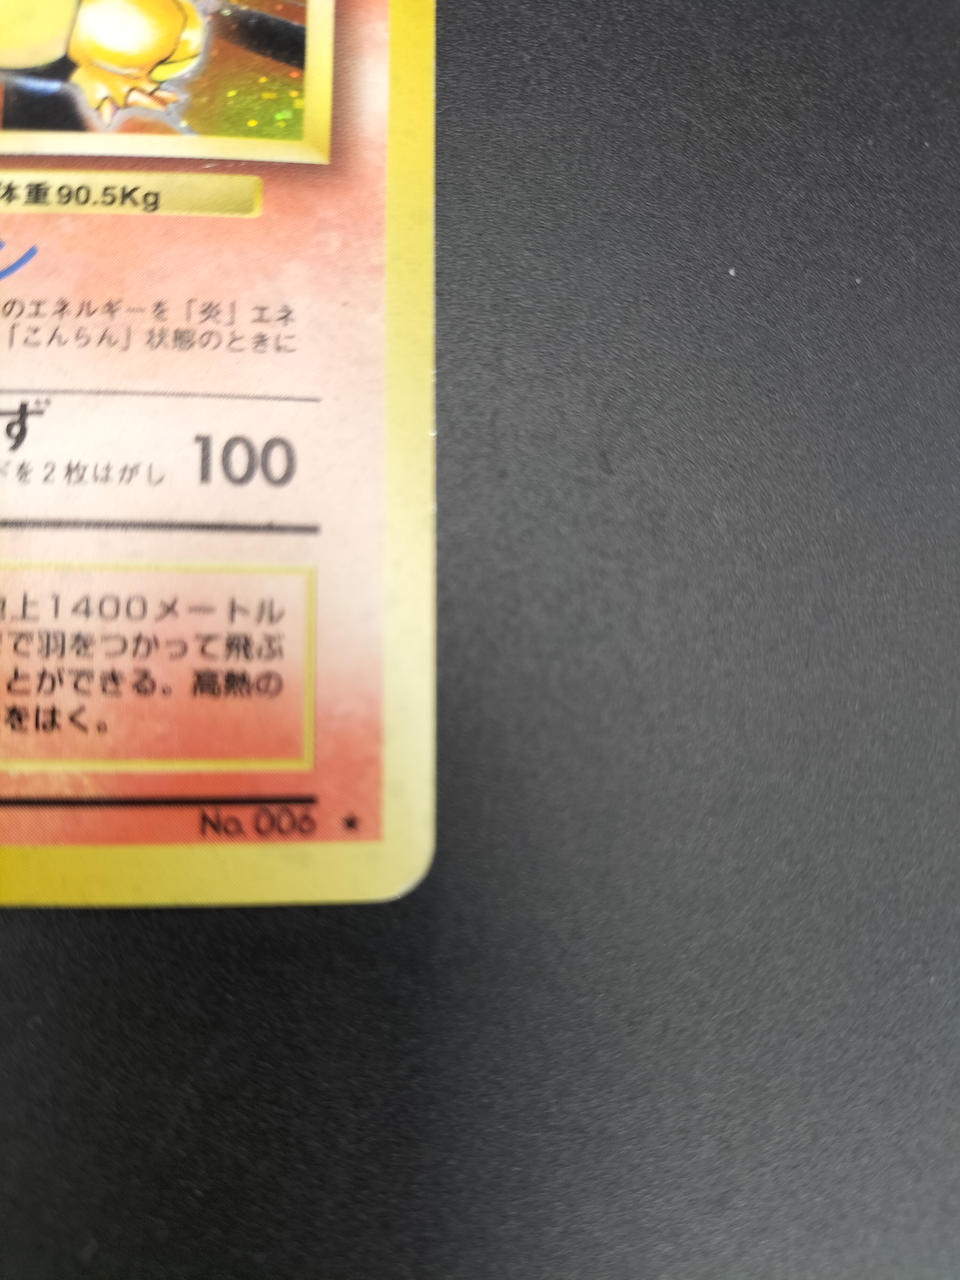 体重90.5Kg
ン
のエネルギーを「炎」エネ
「こんらん」状態のときに
ず
ドを2枚はがし 100
地上1400メートル
で羽をつかって飛ぶ
とができる。高熱の
をはく。
No. 006 ★